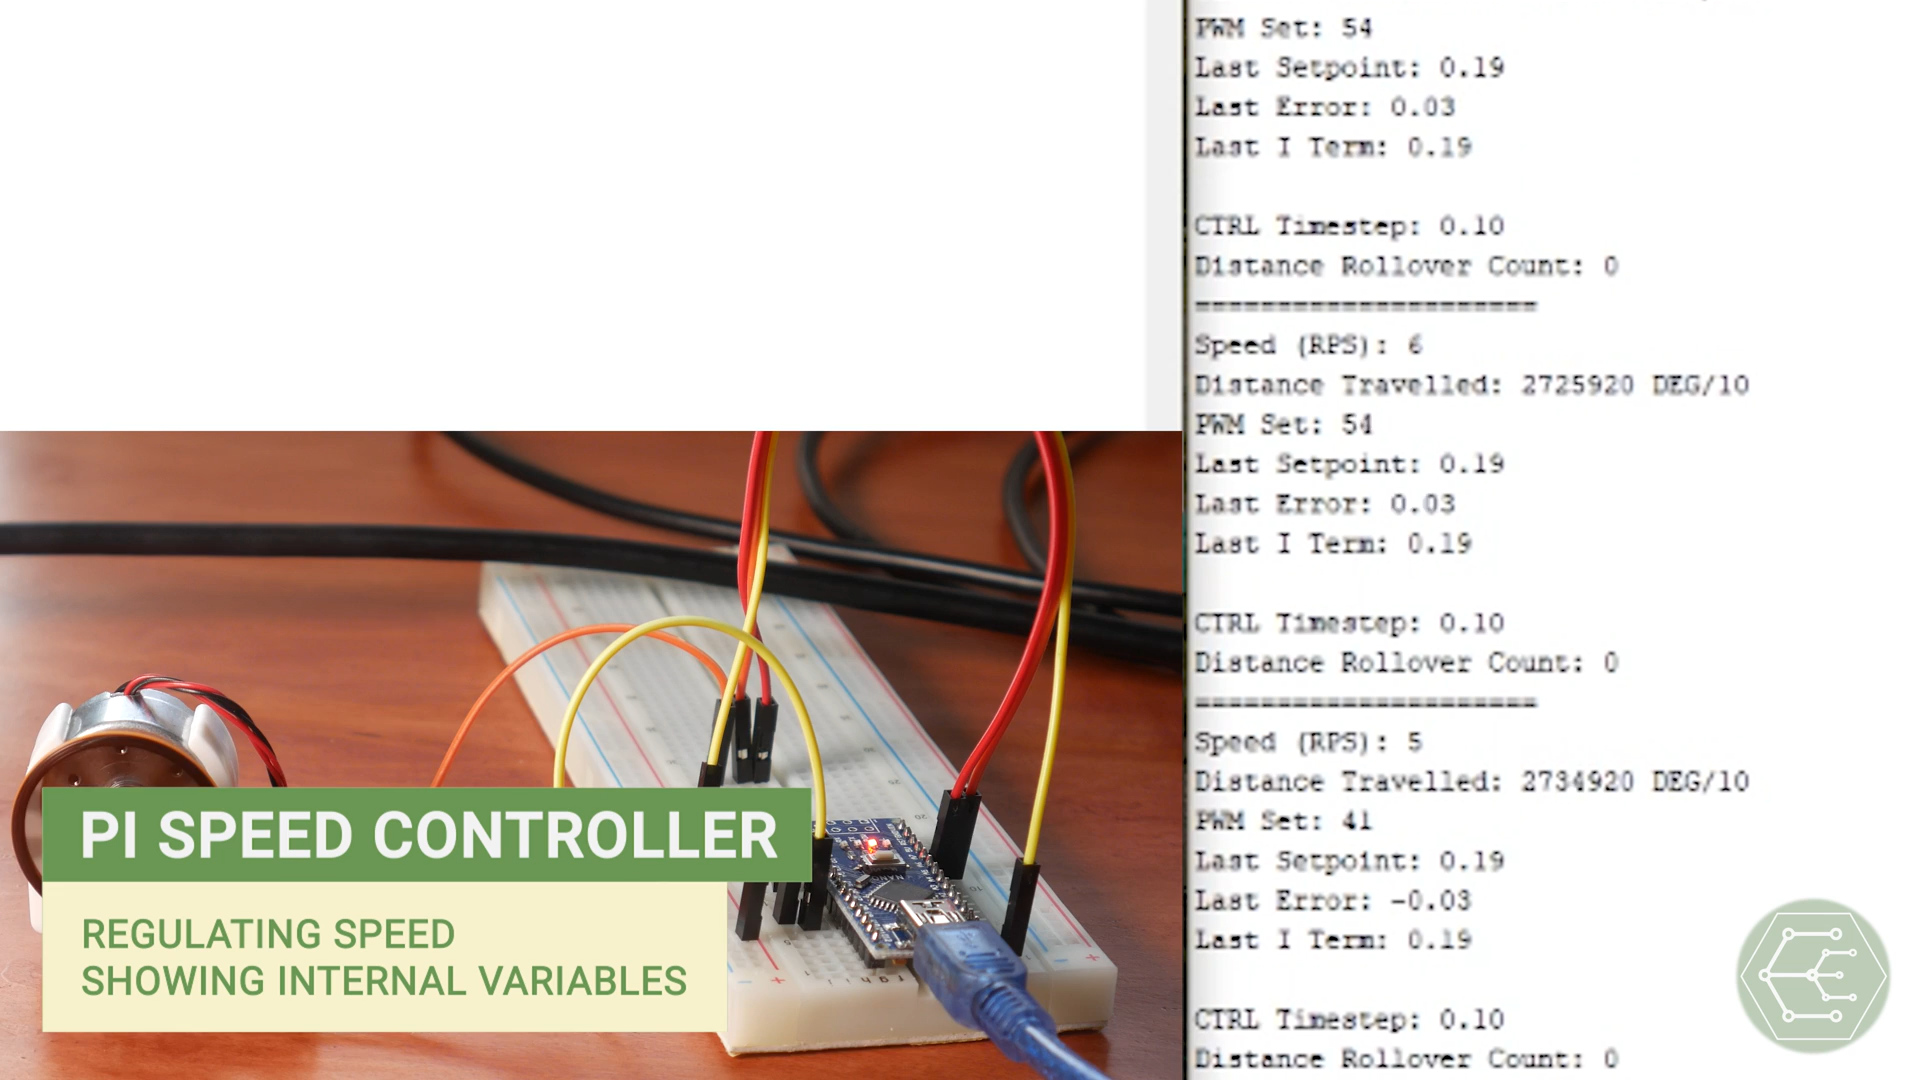 PWM Set: 54
Last Setpoint: 0.19
Last Error: 0.03
Last I Term: 0.19
CTRL Timestep: 0.10
Distance Rollover Count: 0
=====================
Speed (RPS): 6
Distance Travelled: 2725920 DEG/10
PWM Set: 54
Last Setpoint: 0.19
Last Error: 0.03
Last I Term: 0.19
CTRL Timestep: 0.10
Distance Rollover Count: 0
=====================
Speed (RPS): 5
Distance Travelled: 2734920 DEG/10
PWM Set: 41
Last Setpoint: 0.19
Last Error: -0.03
Last I Term: 0.19
CTRL Timestep: 0.10
Distance Rollover Count: 0
PI SPEED CONTROLLER
REGULATING SPEED
SHOWING INTERNAL VARIABLES